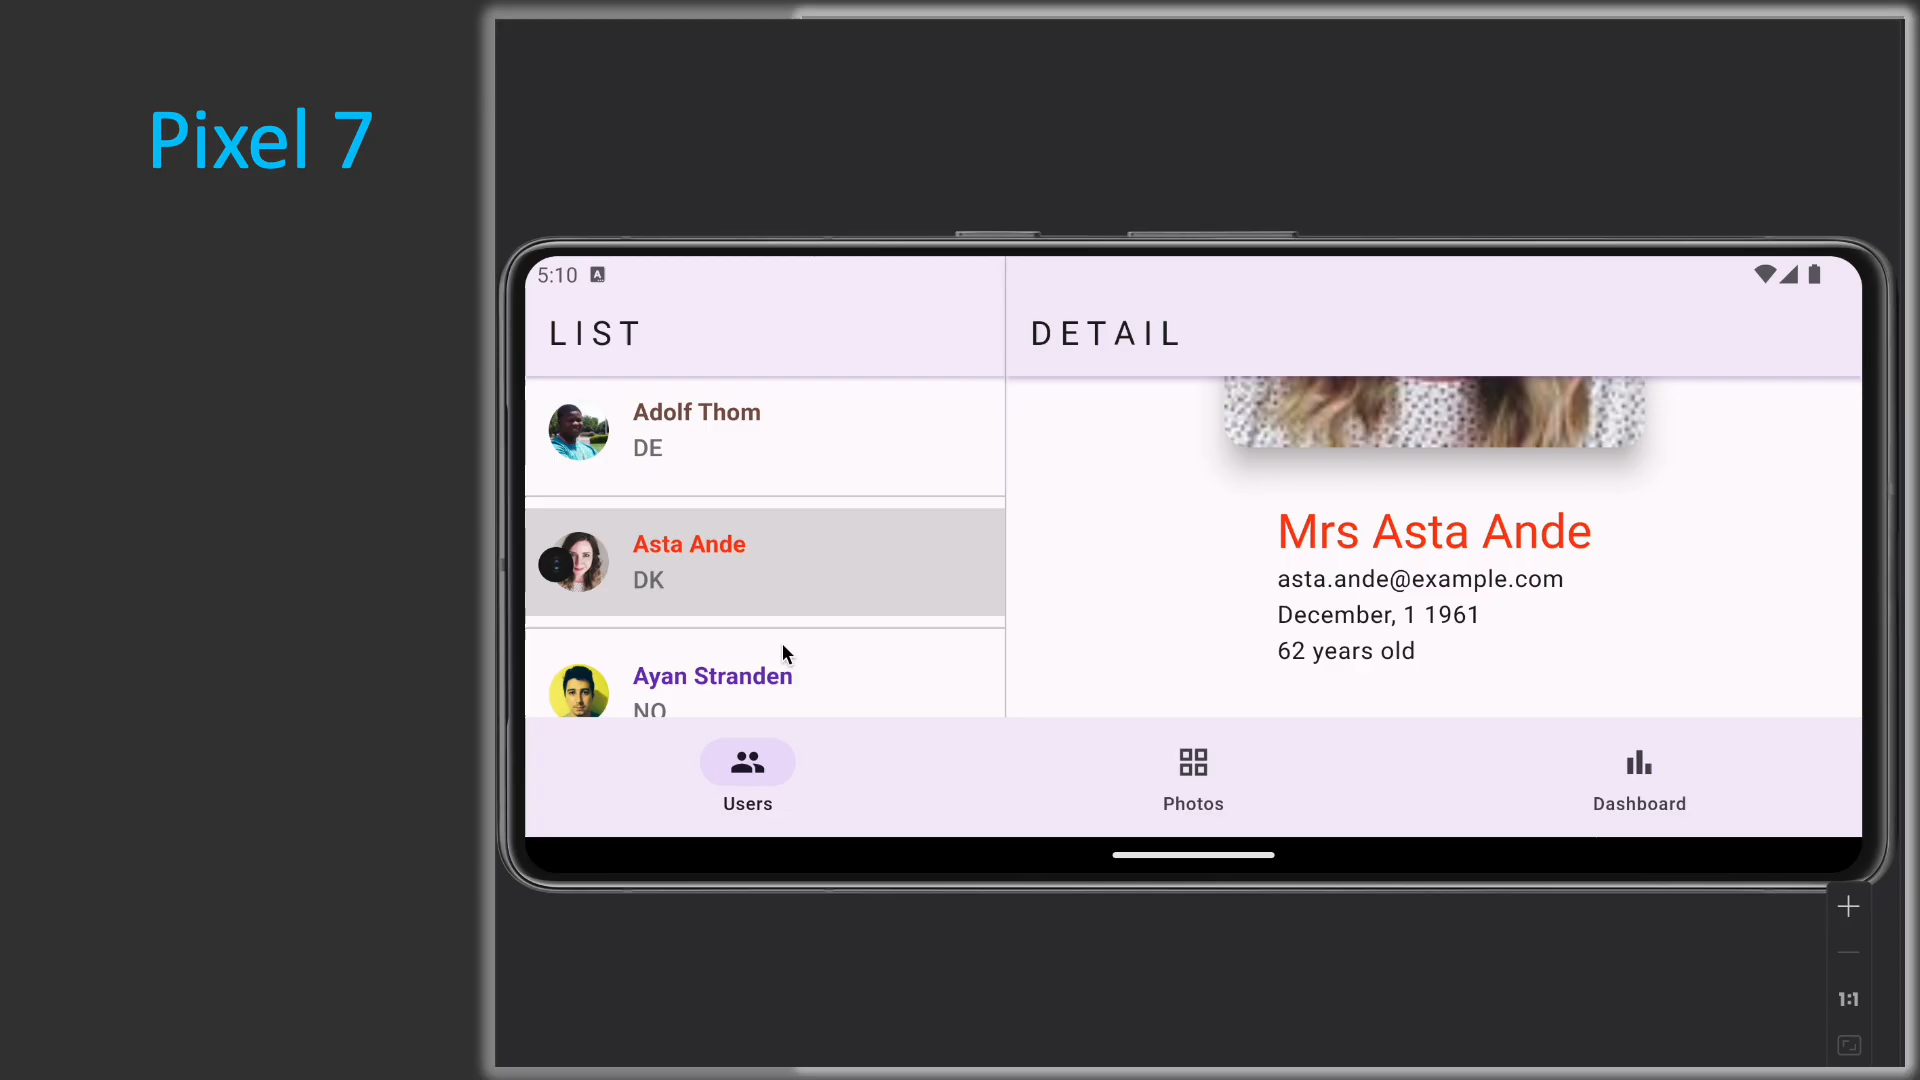 Pixel 7
5:10
A
LIST
DETAIL
Adolf Thom
DE
Asta Ande
DK
Ayan Stranden
NO
Mrs Asta Ande
asta.ande@example.com
December, 1 1961
62 years old
Users
Photos
Dashboard
1:1